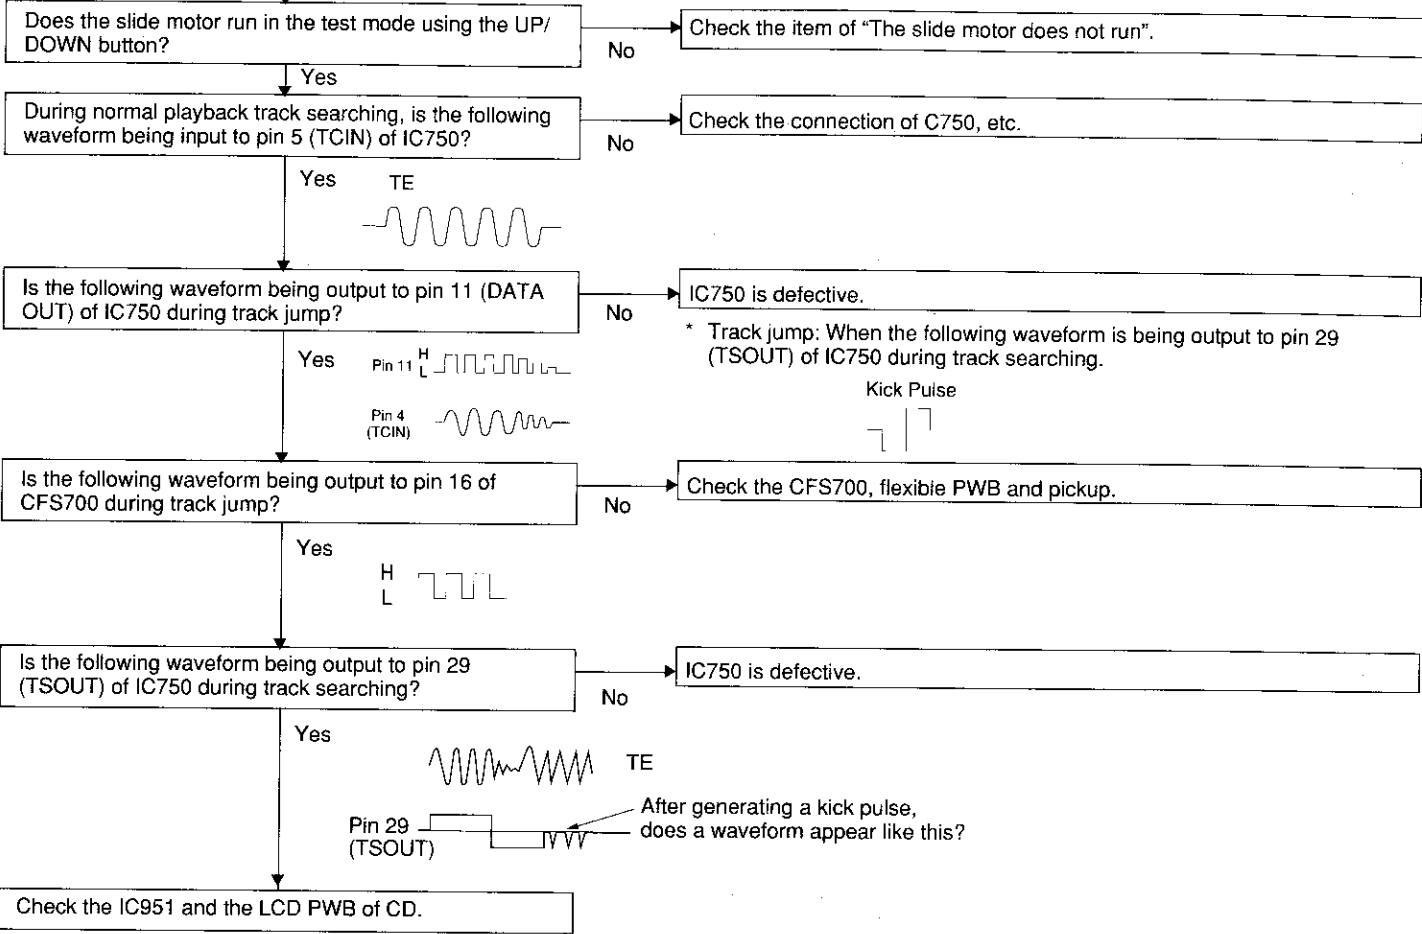 Does the slide motor run in the test mode using the UP/
DOWN button?
No
Check the item of “The slide motor does not run”.
Yes
During normal playback track searching, is the following
waveform being input to pin 5 (TCIN) of IC750?
No
Check the connection of C750, etc.
Yes
TE
Is the following waveform being output to pin 11 (DATA
OUT) of IC750 during track jump?
No
IC750 is defective.
* Track jump: When the following waveform is being output to pin 29
(TSOUT) of IC750 during track searching.
Kick Pulse
Yes
Pin 11 H
L
Pin 4
(TCIN)
Is the following waveform being output to pin 16 of
CFS700 during track jump?
No
Check the CFS700, flexible PWB and pickup.
Yes
H
L
Is the following waveform being output to pin 29
(TSOUT) of IC750 during track searching?
No
IC750 is defective.
Yes
TE
After generating a kick pulse,
does a waveform appear like this?
Pin 29
(TSOUT)
Check the IC951 and the LCD PWB of CD.